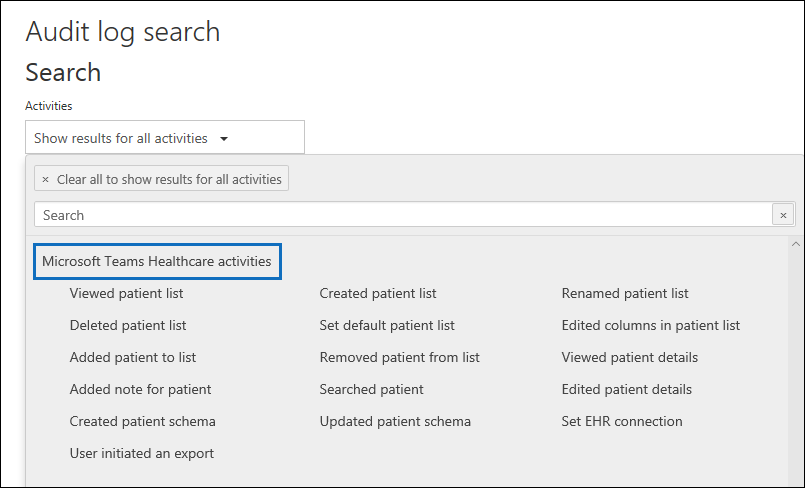 Audit log search
Search
Activities
Show results for all activities
× Clear all to show results for all activities
Search ×
Microsoft Teams Healthcare activities
Viewed patient list Created patient list Renamed patient list
Deleted patient list Set default patient list Edited columns in patient list
Added patient to list Removed patient from list Viewed patient details
Added note for patient Searched patient Edited patient details
Created patient schema Updated patient schema Set EHR connection
User initiated an export